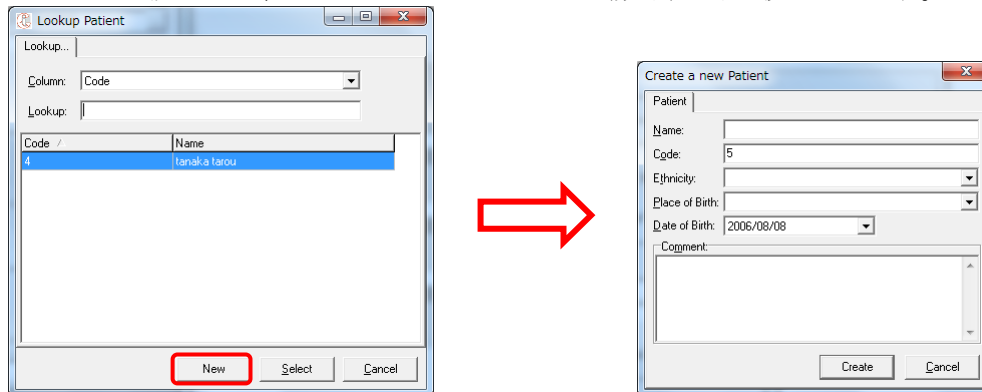 Lookup Patient
Lookup...
Column: Code
Lookup:
Code Name
4 tanaka tarou
New Select Cancel
Create a new Patient
Patient
Name:
Code: 5
Ethnicity:
Place of Birth:
Date of Birth: 2006/08/08
Comment:
Create Cancel